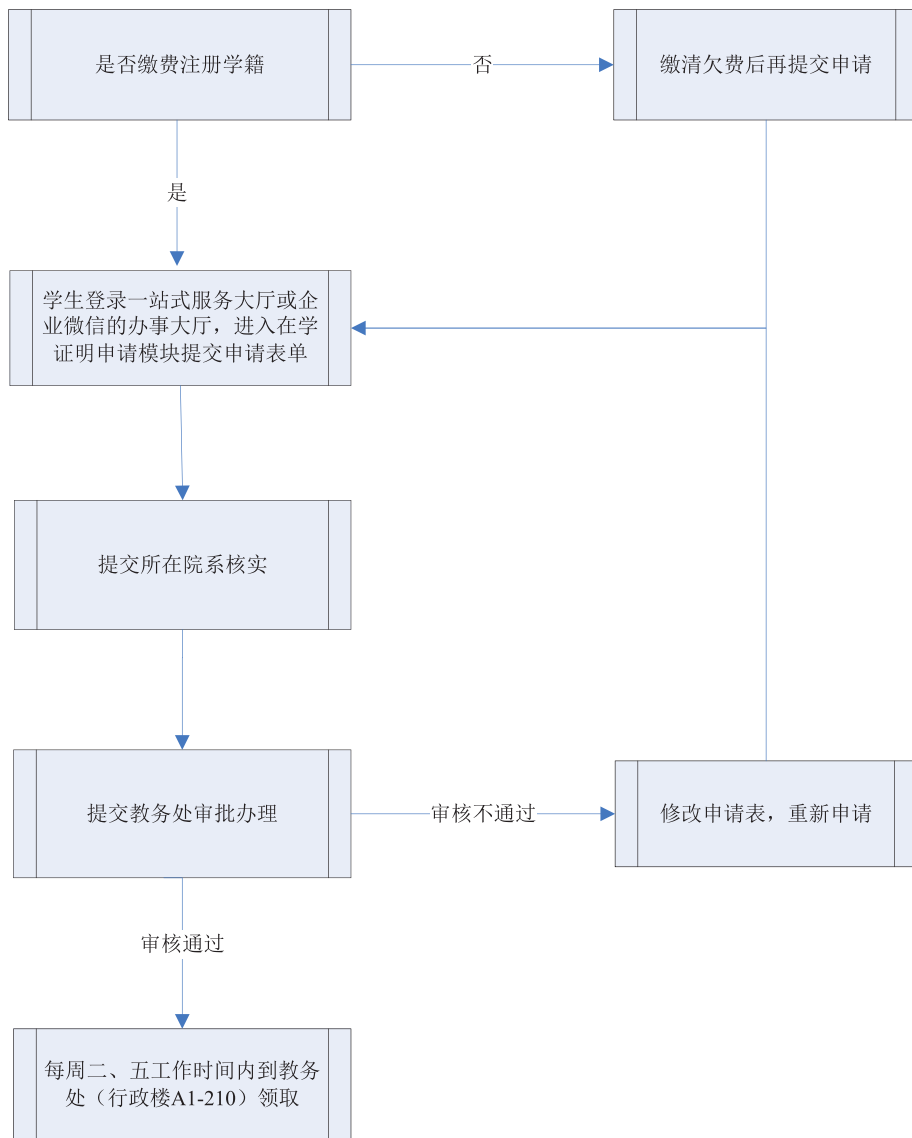 是否缴费注册学籍
否
缴清欠费后再提交申请
是
学生登录一站式服务大厅或企
业微信的办事大厅，进入在学
证明申请模块提交申请表单
提交所在院系核实
提交教务处审批办理
审核不通过
修改申请表，重新申请
审核通过
每周二、五工作时间内到教务
处（行政楼A1-210）领取